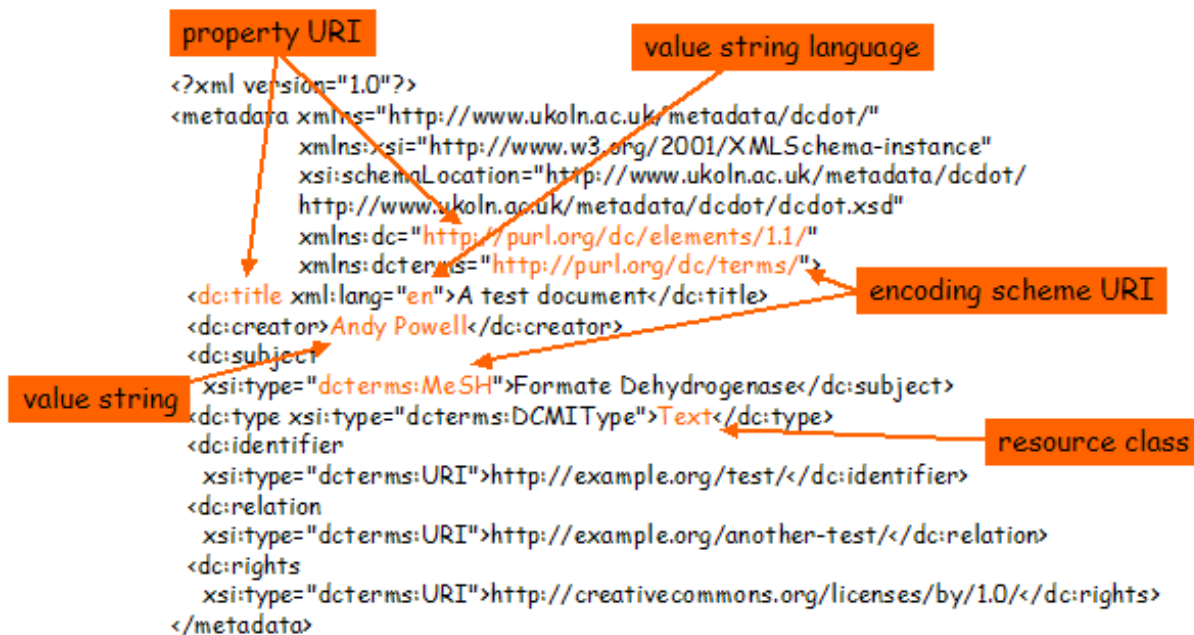 property URI
value string language
<?xml version="1.0"?>
<metadata xmlns="http://www.ukoln.ac.uk/metadata/dcdot/"
xmlns:xsi="http://www.w3.org/2001/XMLSchema-instance"
xsi:schemaLocation="http://www.ukoln.ac.uk/metadata/dcdot/
http://www.ukoln.ac.uk/metadata/dcdot/dcdot.xsd"
xmlns:dc="http://purl.org/dc/elements/1.1/"
xmlns:dcterms="http://purl.org/dc/terms/">
<dc:title xml:lang="en">A test document</dc:title>
encoding scheme URI
<dc:creator>Andy Powell</dc:creator>
<dc:subject
value string
xsi:type="dcterms:MeSH">Formate Dehydrogenase</dc:subject>
<dc:type xsi:type="dcterms:DCMIType">Text</dc:type>
resource class
<dc:identifier
xsi:type="dcterms:URI">http://example.org/test/</dc:identifier>
<dc:relation
xsi:type="dcterms:URI">http://example.org/another-test/</dc:relation>
<dc:rights
xsi:type="dcterms:URI">http://creativecommons.org/licenses/by/1.0/</dc:rights>
</metadata>